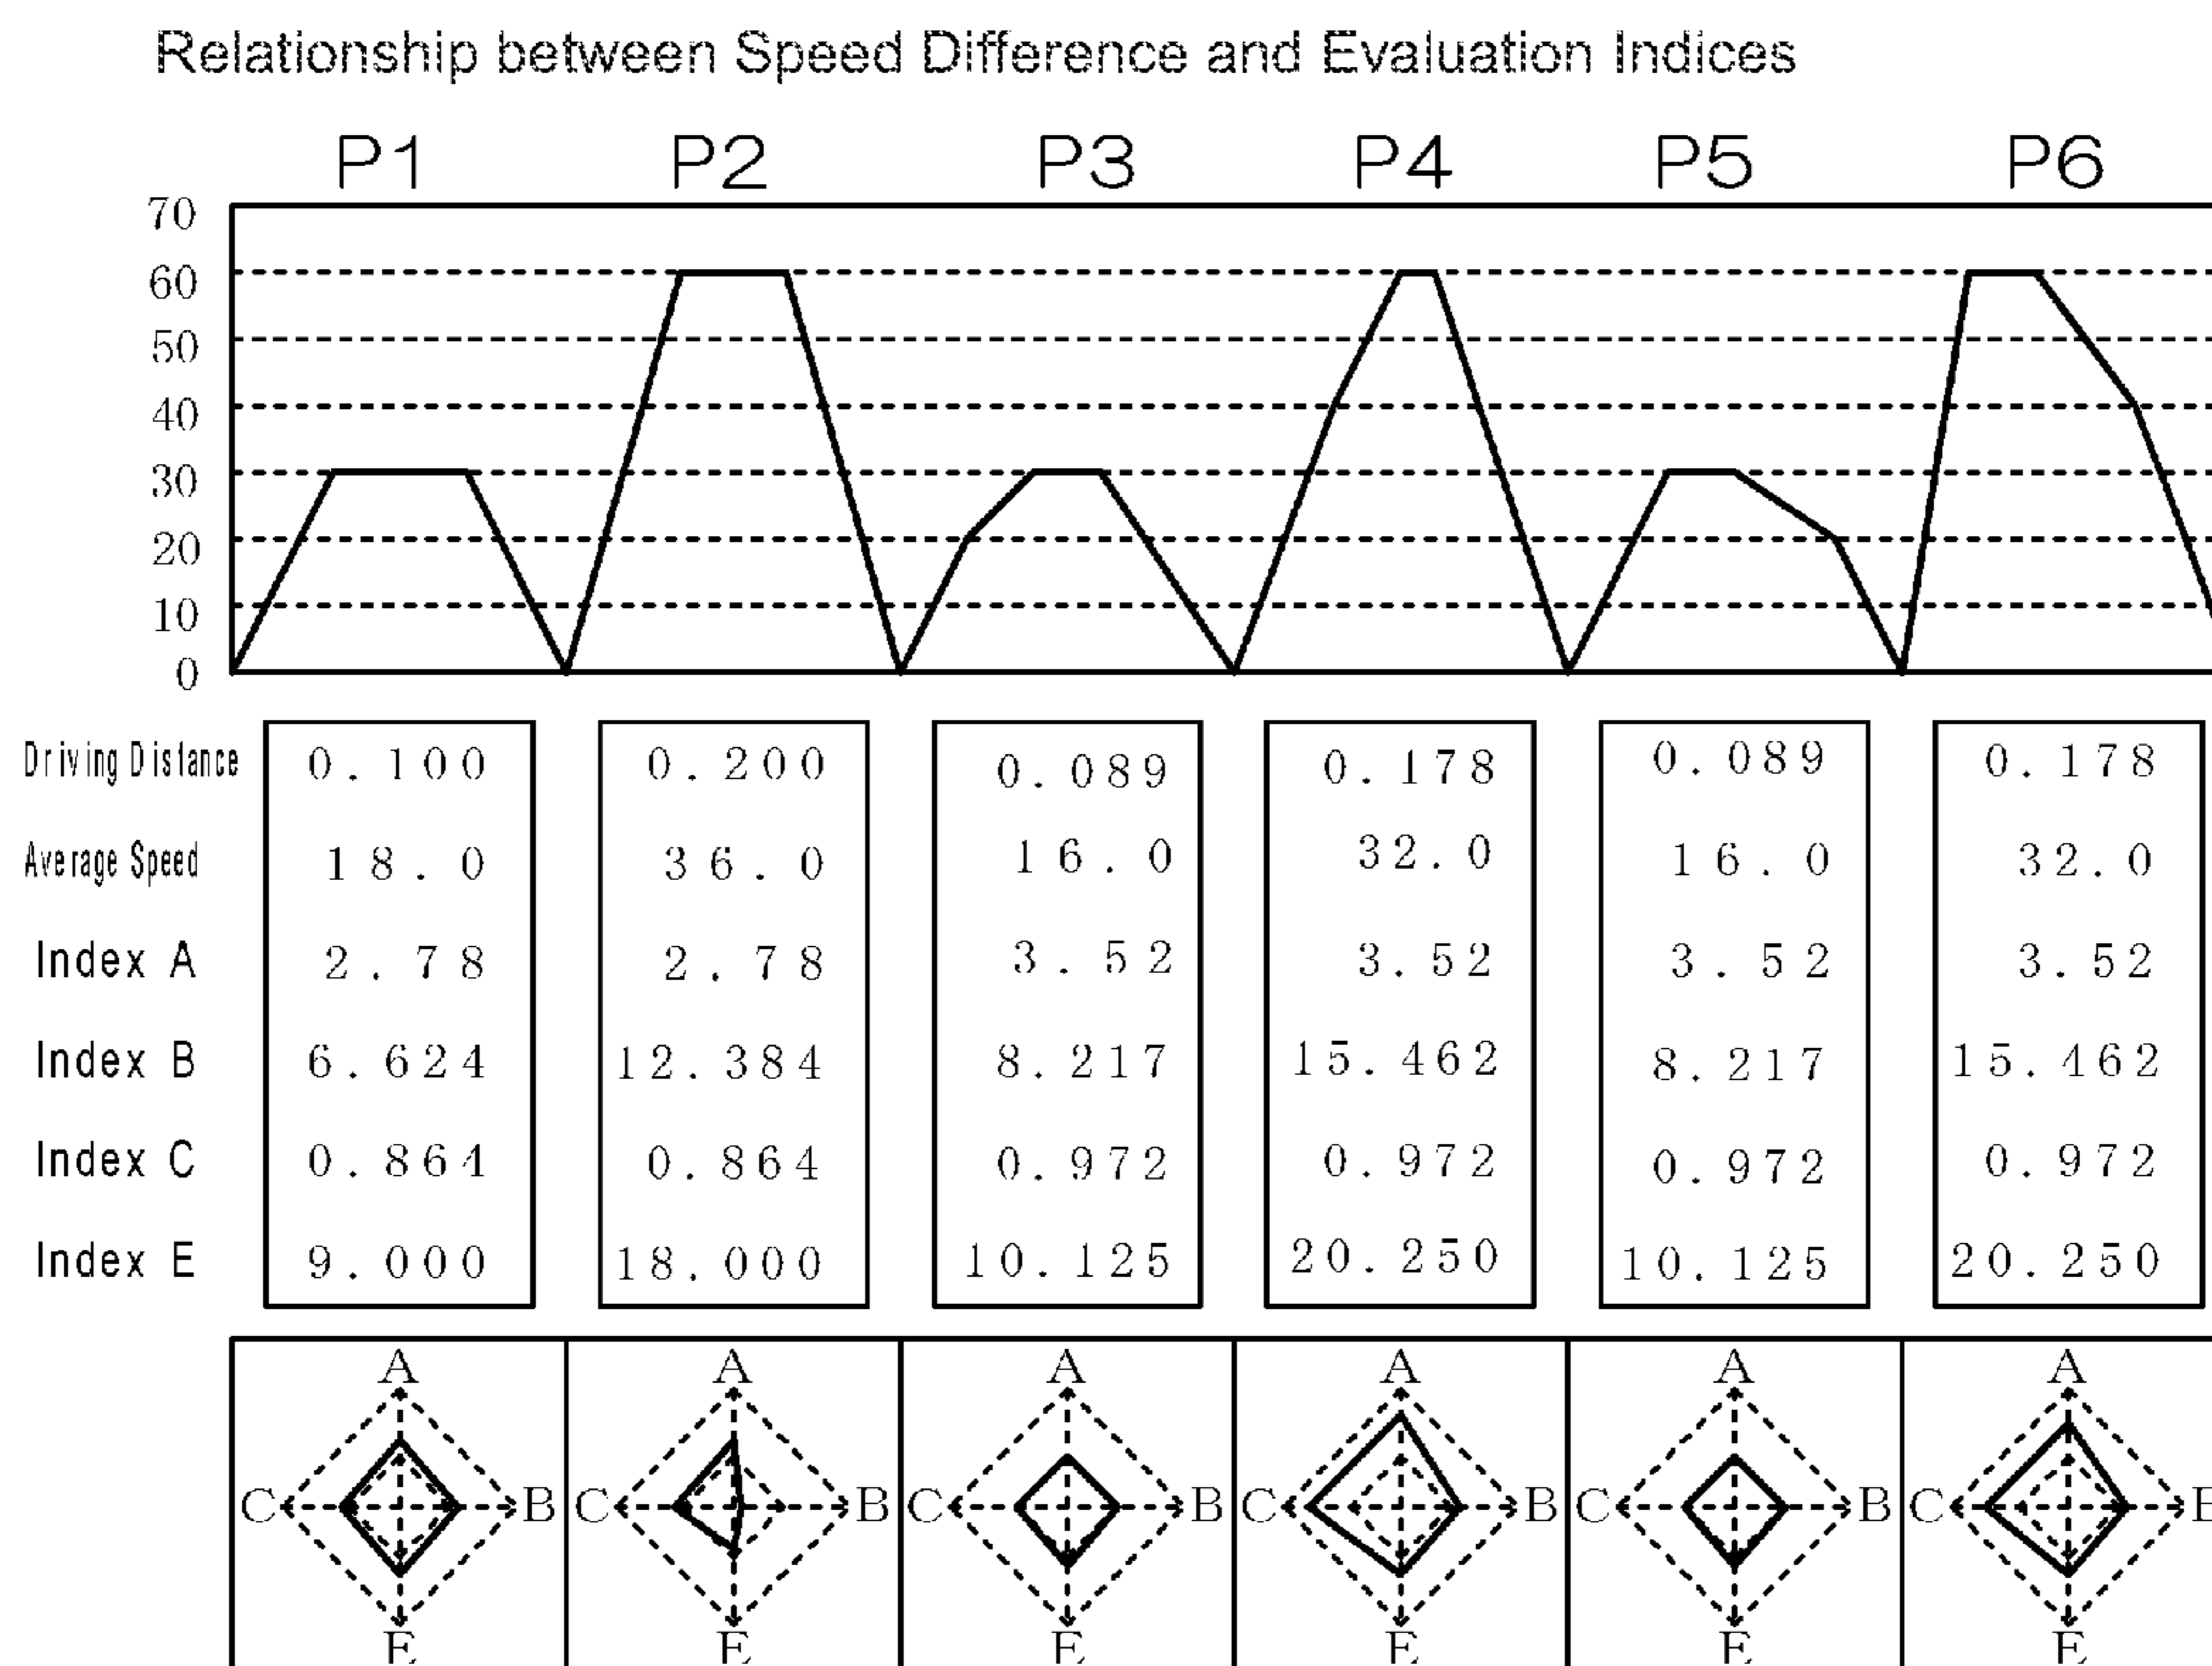 Relationship between Speed Difference and Evaluation Indices
P1 P2 P3 P4 P5 P6
70
60
50
40
30
20
10
0
Driving Distance 0.100 0.200 0.089 0.178 0.089 0.178
Average Speed 18.0 36.0 16.0 32.0 16.0 32.0
Index A 2.78 2.78 3.52 3.52 3.52 3.52
Index B 6.624 12.384 8.217 15.462 8.217 15.462
Index C 0.864 0.864 0.972 0.972 0.972 0.972
Index E 9.000 18.000 10.125 20.250 10.125 20.250
A A A A A A
C B C B C B C B C B C B
E E E E E E